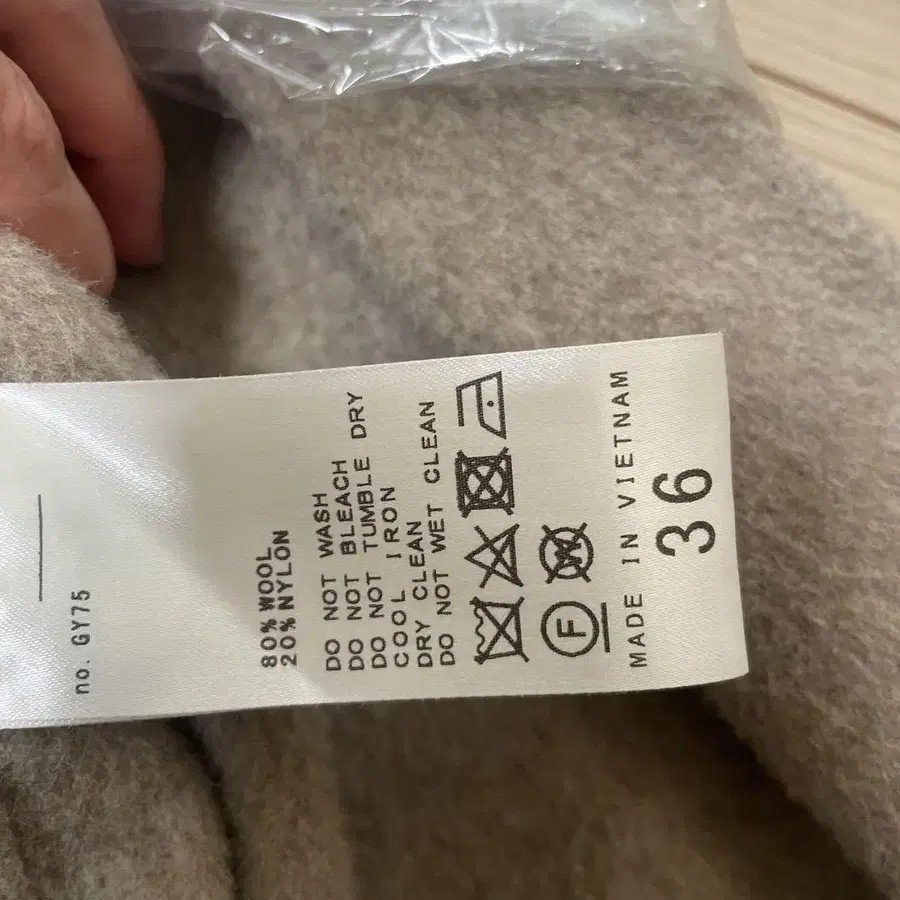 no. GY75
80% WOOL
20% NYLON
DO NOT WASH
DO NOT BLEACH
DO NOT TUMBLE DRY
COOL IRON
DRY CLEAN
DO NOT WET CLEAN
F W
MADE IN VIETNAM
36